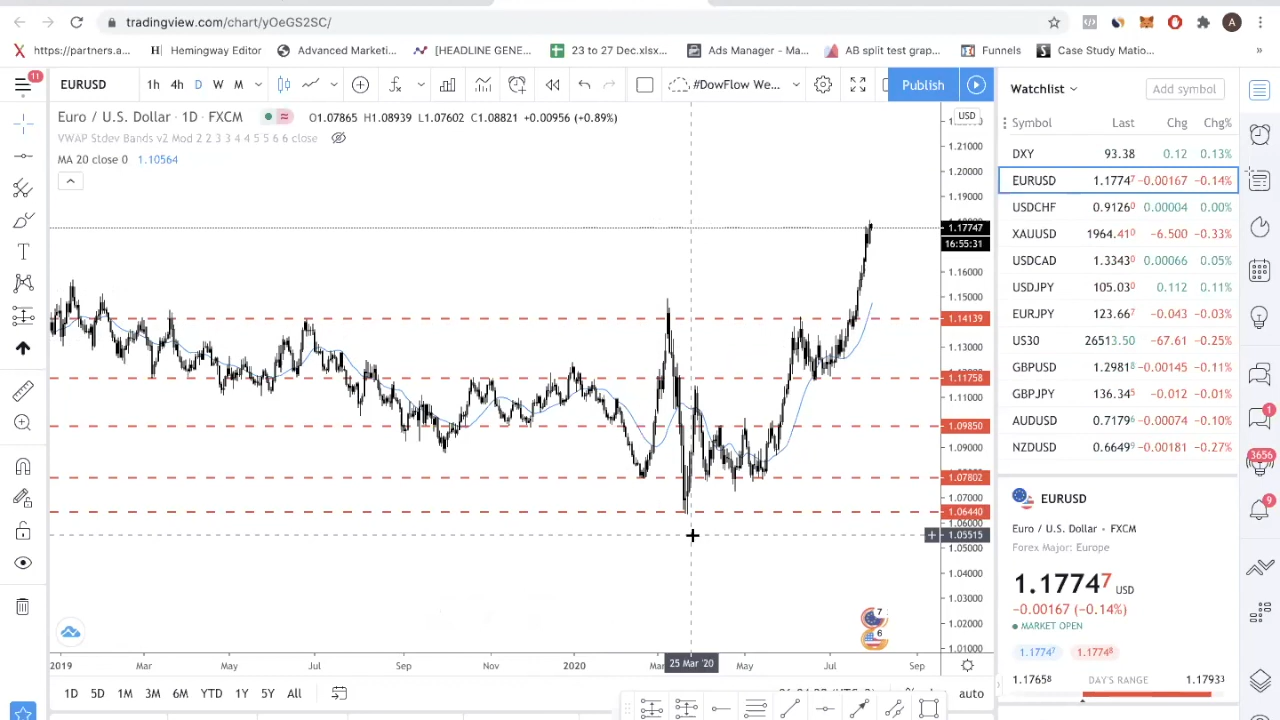 tradingview.com/chart/yOeGS2SC/
A
https://partners.a...
H Hemingway Editor
Advanced Marketi...
[HEADLINE GENE...
23 to 27 Dec.xlsx...
Ads Manager - Ma...
AB split test grap...
Funnels
Case Study Matio...
»
11
EURUSD
1h 4h D W M
#DowFlow We...
Publish
Euro / U.S. Dollar · 1D · FXCM
O1.07865 H1.08939 L1.07602 C1.08821 +0.00956 (+0.89%)
VWAP Stdev Bands v2 Mod 2 2 3 3 4 4 5 5 6 6 close
MA 20 close 0 1.10564
USD
1.21000
1.20000
1.19000
1.17747
16:55:31
1.16000
1.15000
1.14139
1.13000
1.11758
1.11000
1.09850
1.09000
1.07802
1.07000
1.06440
1.06000
1.05515
1.05000
1.04000
1.03000
1.02000
1.01000
7
6
2019 Mar May Jul Sep Nov 2020 Mar 25 Mar '20 May Jul Sep
1D 5D 1M 3M 6M YTD 1Y 5Y All
auto
Watchlist
Add symbol
Symbol Last Chg Chg%
DXY 93.38 0.12 0.13%
EURUSD 1.17747 −0.00167 −0.14%
USDCHF 0.91260 0.00004 0.00%
XAUUSD 1964.410 −6.500 −0.33%
USDCAD 1.33430 0.00066 0.05%
USDJPY 105.030 0.112 0.11%
EURJPY 123.667 −0.043 −0.03%
US30 26513.50 −67.61 −0.25%
GBPUSD 1.29818 −0.00145 −0.11%
GBPJPY 136.345 −0.012 −0.01%
AUDUSD 0.71796 −0.00074 −0.10%
NZDUSD 0.66499 −0.00181 −0.27%
EURUSD
Euro / U.S. Dollar • FXCM
Forex Major: Europe
1.17747 USD
−0.00167 (−0.14%)
MARKET OPEN
1.17747 1.17748
1.17658 DAY'S RANGE 1.17933
1
3656
9